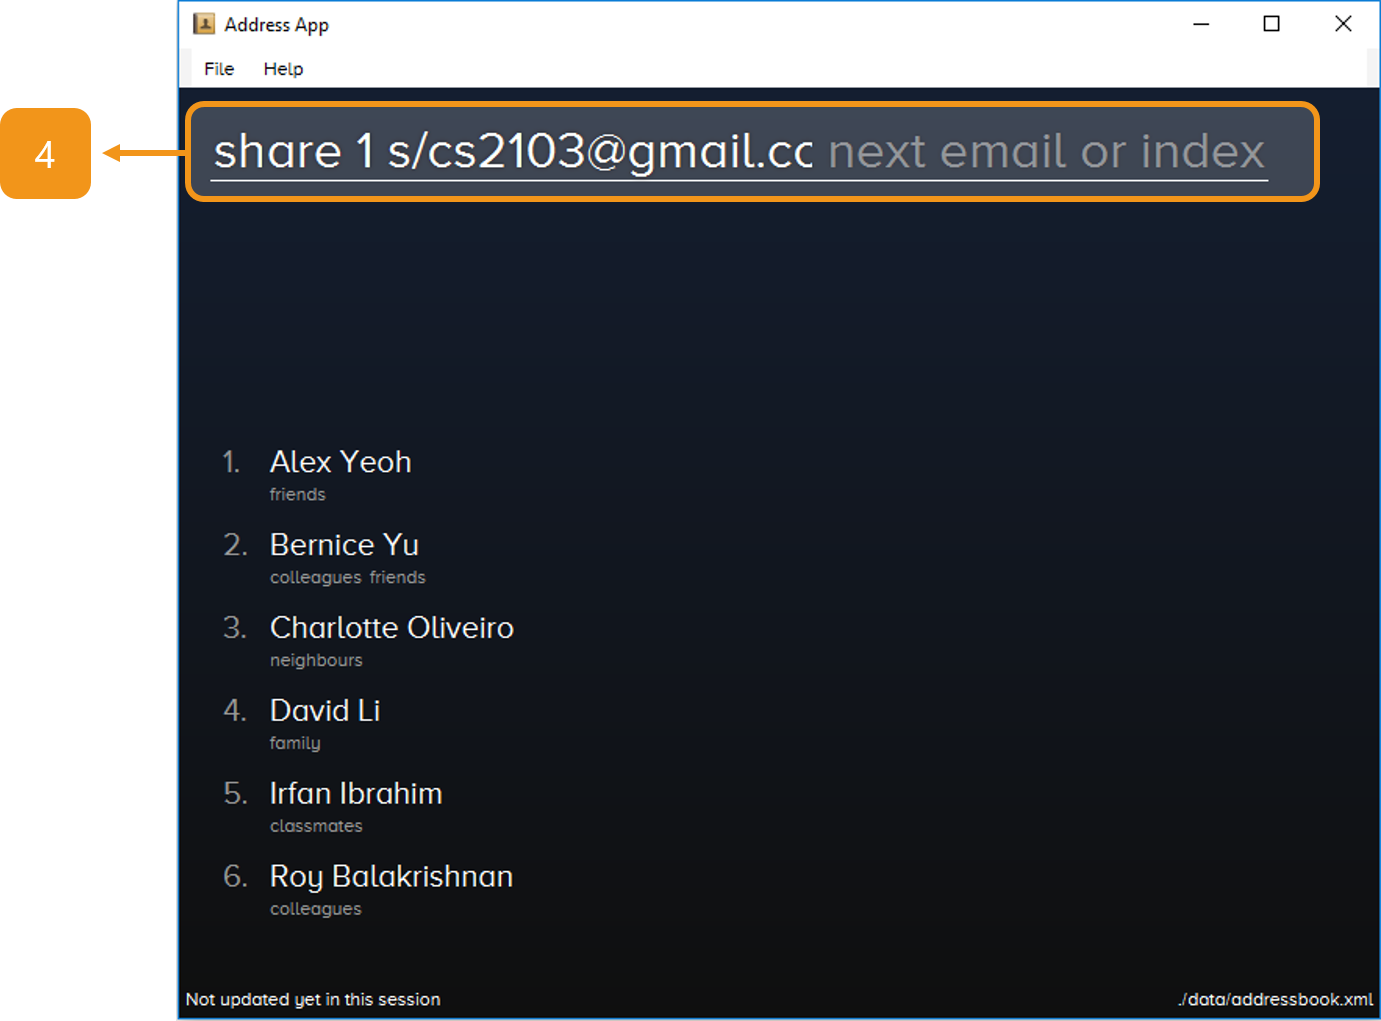 Address App
File Help
4
share 1 s/cs2103@gmail.cc next email or index
1. Alex Yeoh
friends
2. Bernice Yu
colleagues friends
3. Charlotte Oliveiro
neighbours
4. David Li
family
5. Irfan Ibrahim
classmates
6. Roy Balakrishnan
colleagues
Not updated yet in this session ./data/addressbook.xml